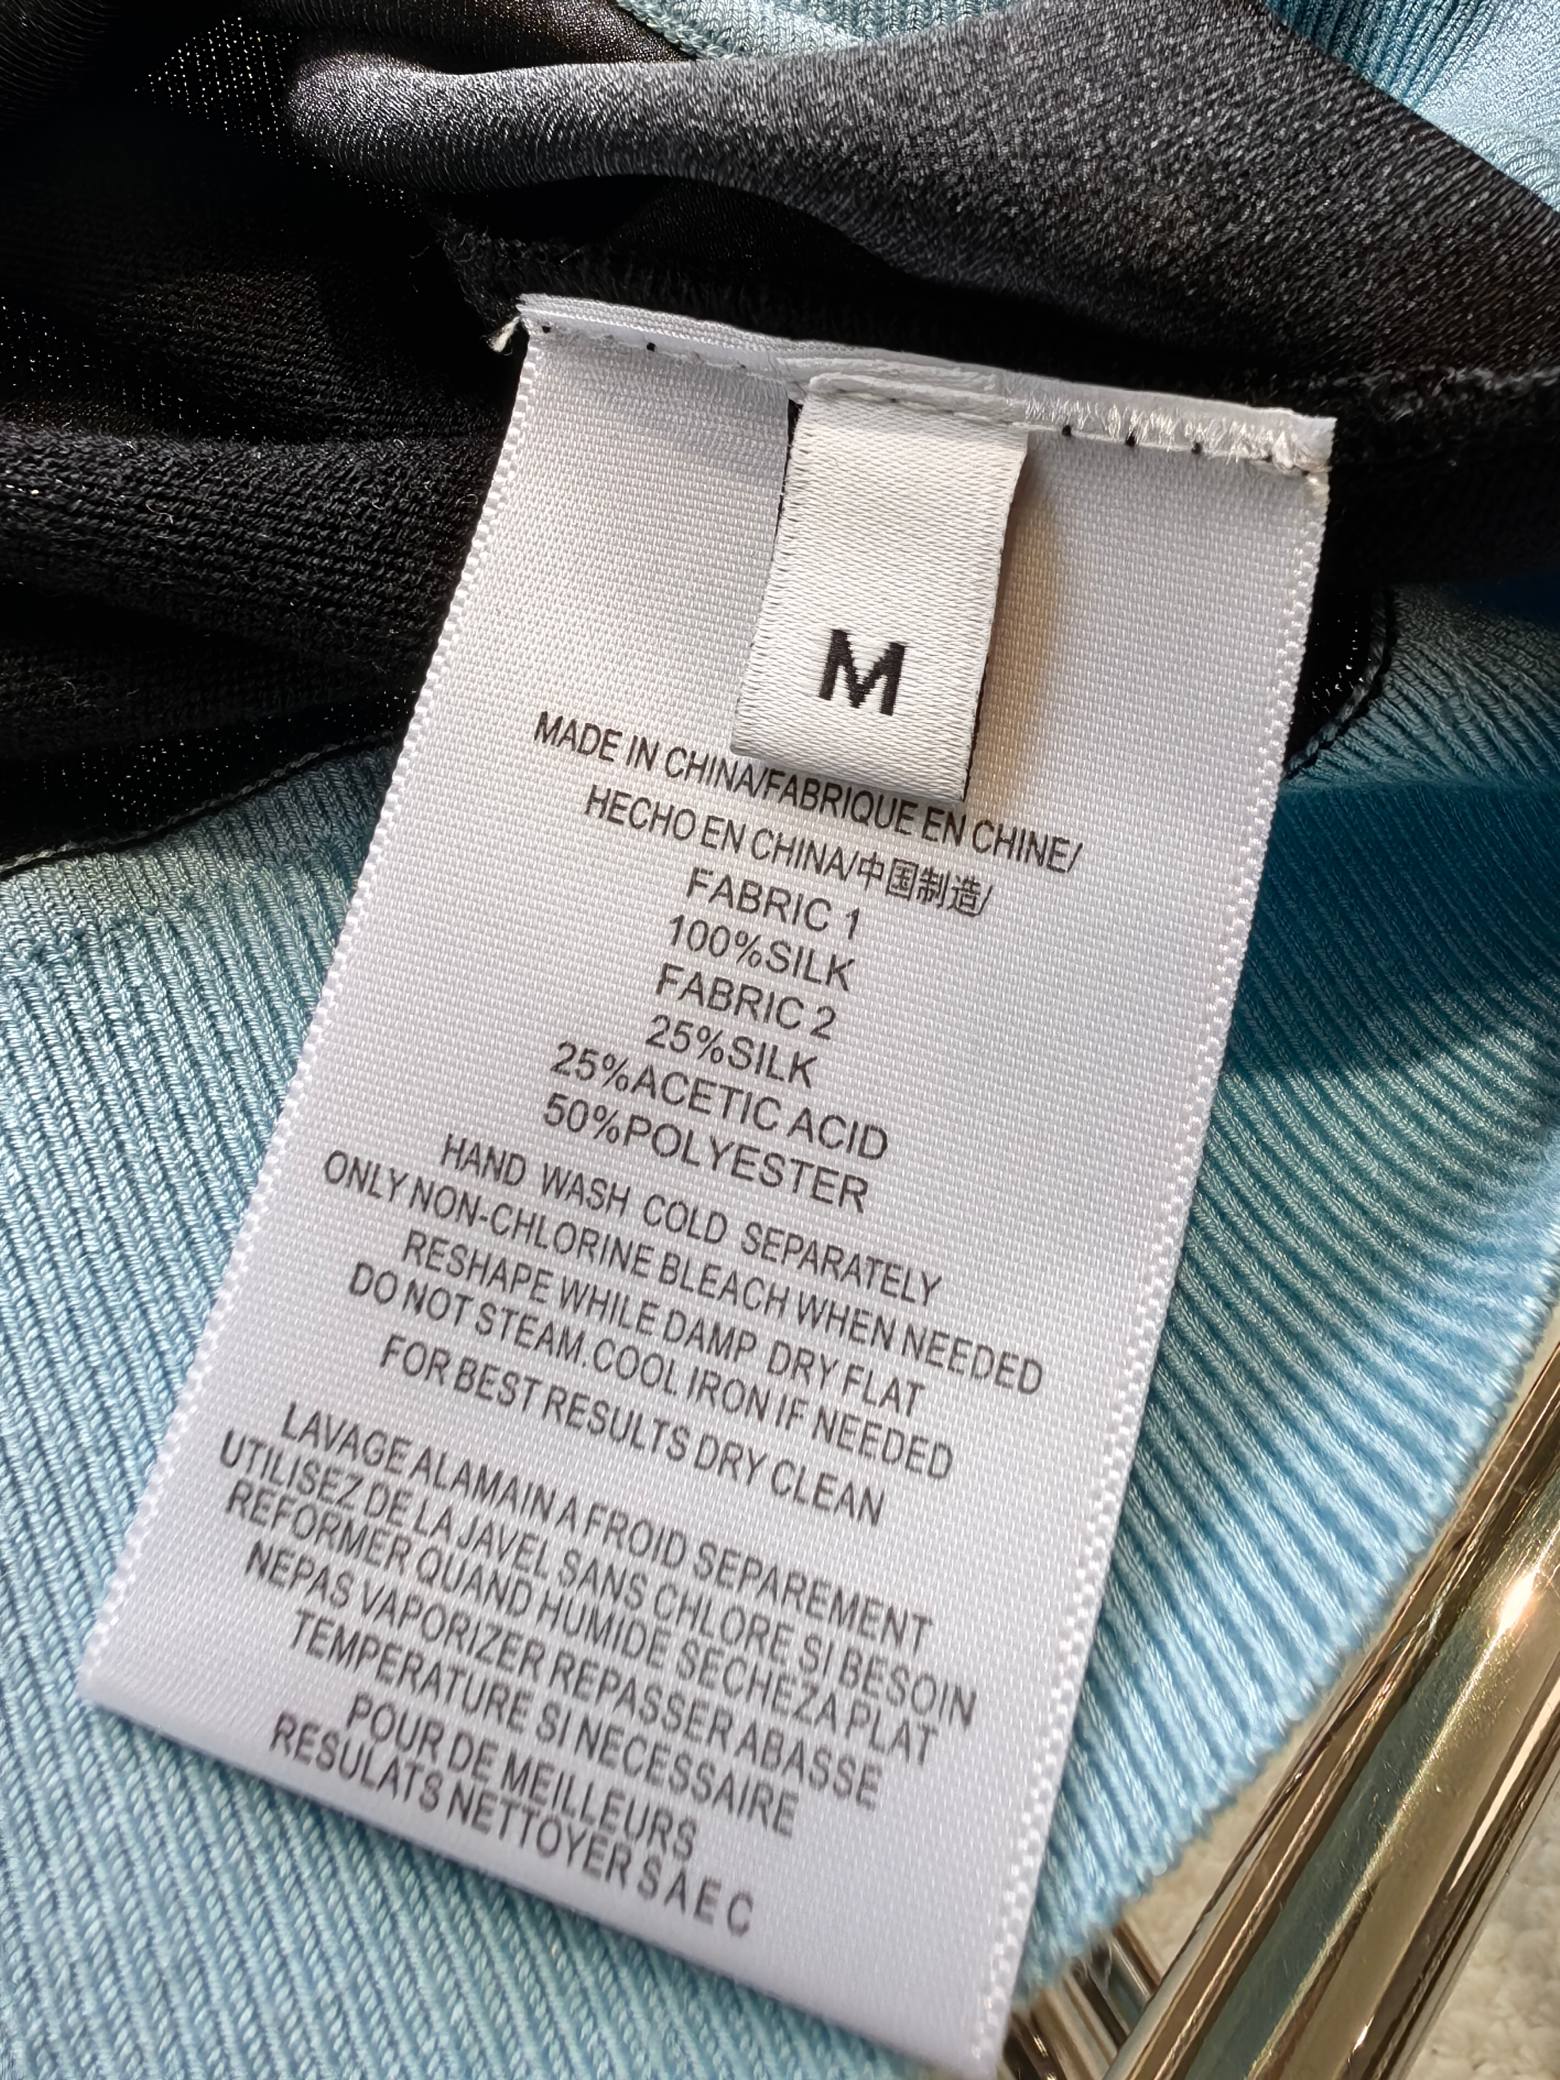 M
MADE IN CHINA/FABRIQUE EN CHINE/
HECHO EN CHINA/中国制造/
FABRIC 1
100%SILK
FABRIC 2
25%SILK
25%ACETIC ACID
50%POLYESTER
HAND WASH COLD SEPARATELY
ONLY NON-CHLORINE BLEACH WHEN NEEDED
RESHAPE WHILE DAMP DRY FLAT
DO NOT STEAM.COOL IRON IF NEEDED
FOR BEST RESULTS DRY CLEAN
LAVAGE ALAMAIN A FROID SEPAREMENT
UTILISEZ DE LA JAVEL SANS CHLORE SI BESOIN
REFORMER QUAND HUMIDE SECHEZ A PLAT
NEPAS VAPORIZER REPASSER ABASSE
TEMPERATURE SI NECESSAIRE
POUR DE MEILLEURS
RESULATS NETTOYER S A E C